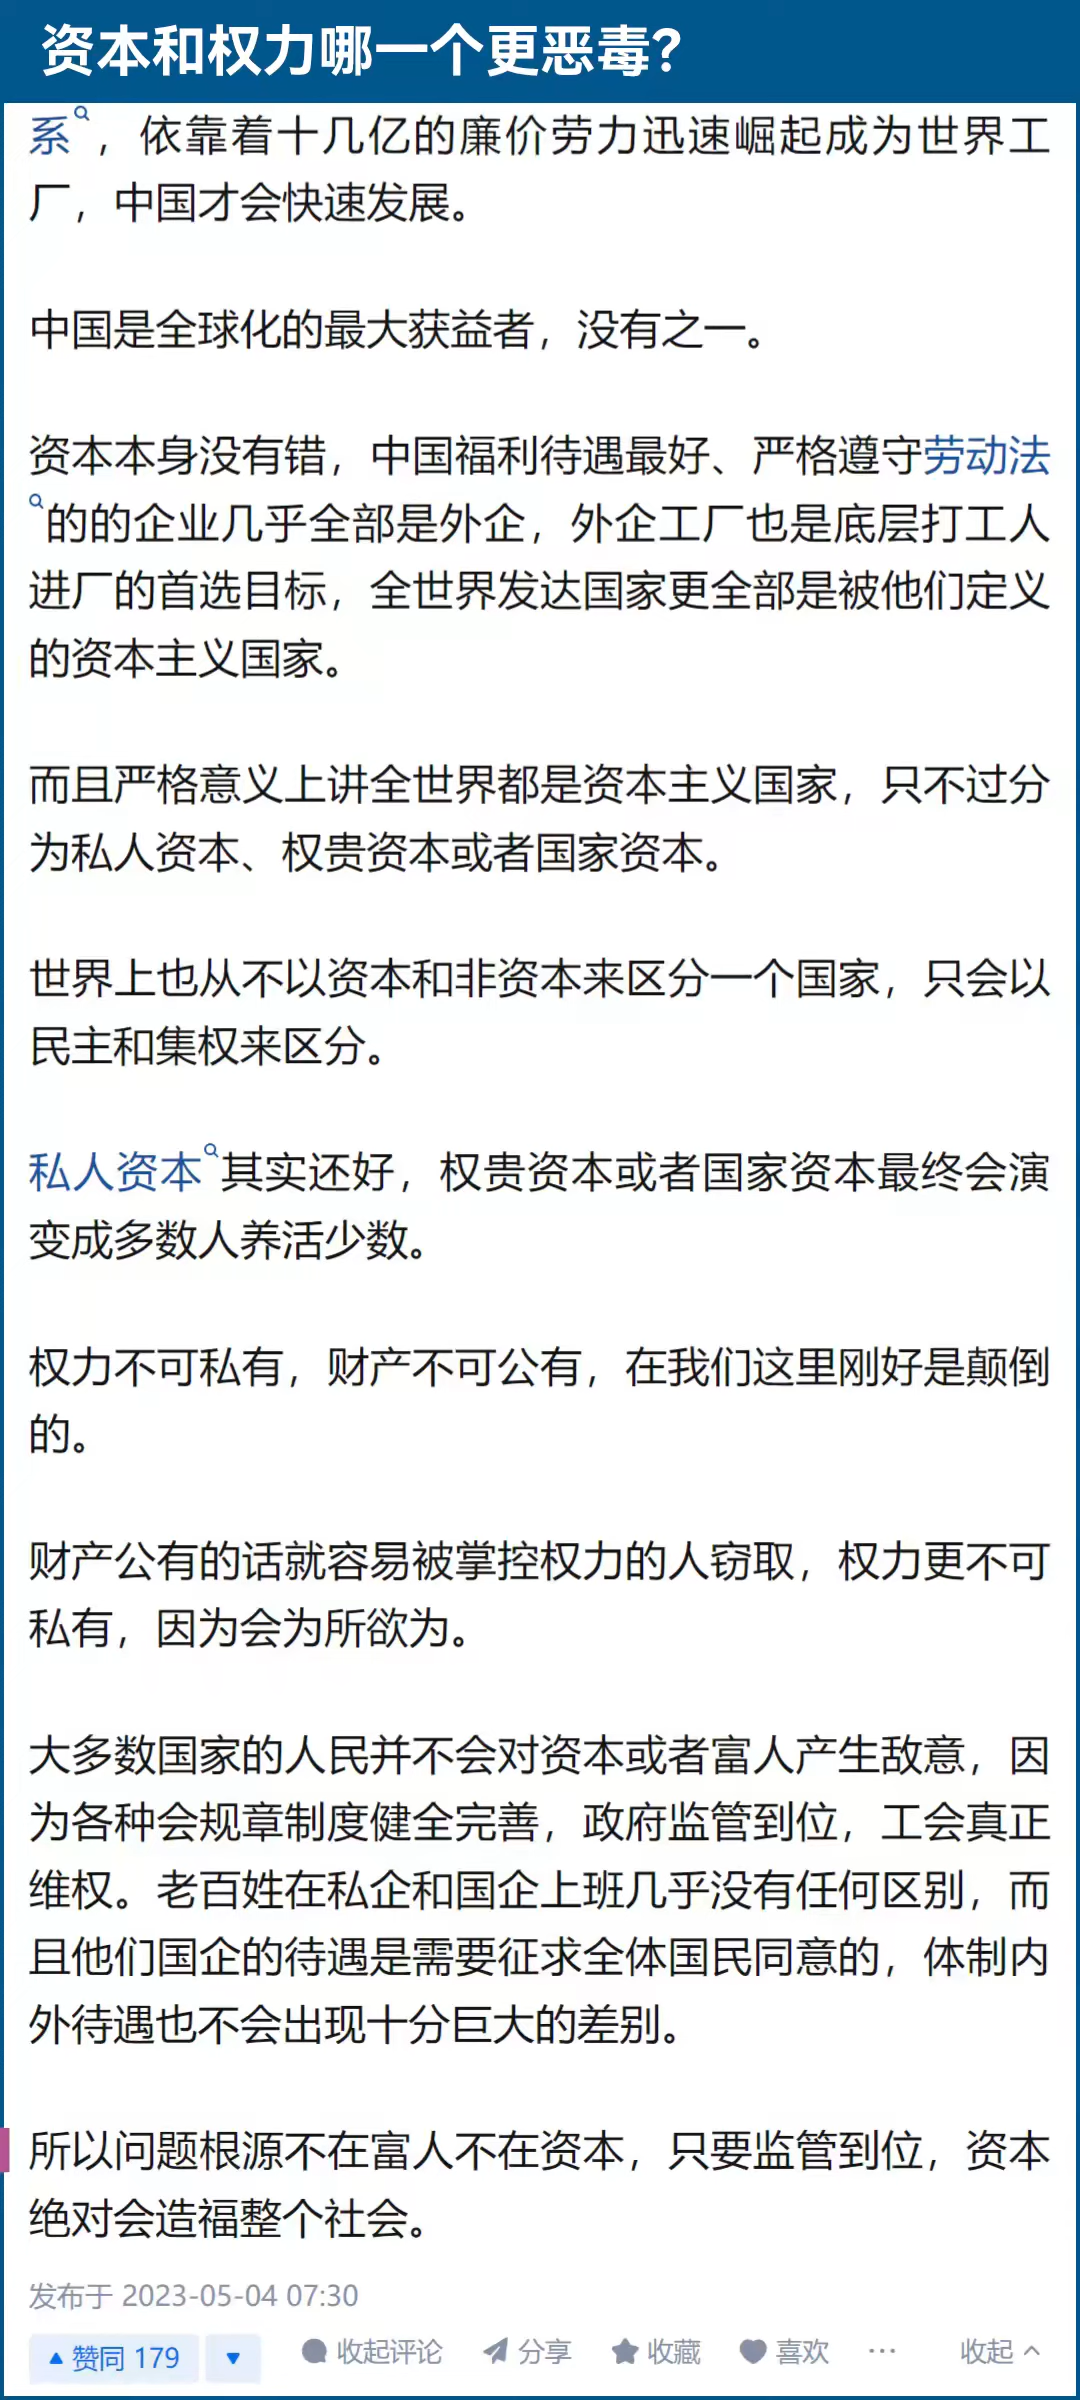 资本和权力哪一个更恶毒?
系，依靠着十几亿的廉价劳力迅速崛起成为世界工
厂，中国才会快速发展。
中国是全球化的最大获益者，没有之一。
资本本身没有错，中国福利待遇最好、严格遵守劳动法
的的企业几乎全部是外企，外企工厂也是底层打工人
进厂的首选目标，全世界发达国家更全部是被他们定义
的资本主义国家。
而且严格意义上讲全世界都是资本主义国家，只不过分
为私人资本、权贵资本或者国家资本。
世界上也从不以资本和非资本来区分一个国家，只会以
民主和集权来区分。
私人资本其实还好，权贵资本或者国家资本最终会演
变成多数人养活少数。
权力不可私有，财产不可公有，在我们这里刚好是颠倒
的。
财产公有的话就容易被掌控权力的人窃取，权力更不可
私有，因为会为所欲为。
大多数国家的人民并不会对资本或者富人产生敌意，因
为各种会规章制度健全完善，政府监管到位，工会真正
维权。老百姓在私企和国企上班几乎没有任何区别，而
且他们国企的待遇是需要征求全体国民同意的，体制内
外待遇也不会出现十分巨大的差别。
所以问题根源不在富人不在资本，只要监管到位，资本
绝对会造福整个社会。
发布于 2023-05-04 07:30
赞同 179 收起评论 分享 收藏 喜欢 ··· 收起